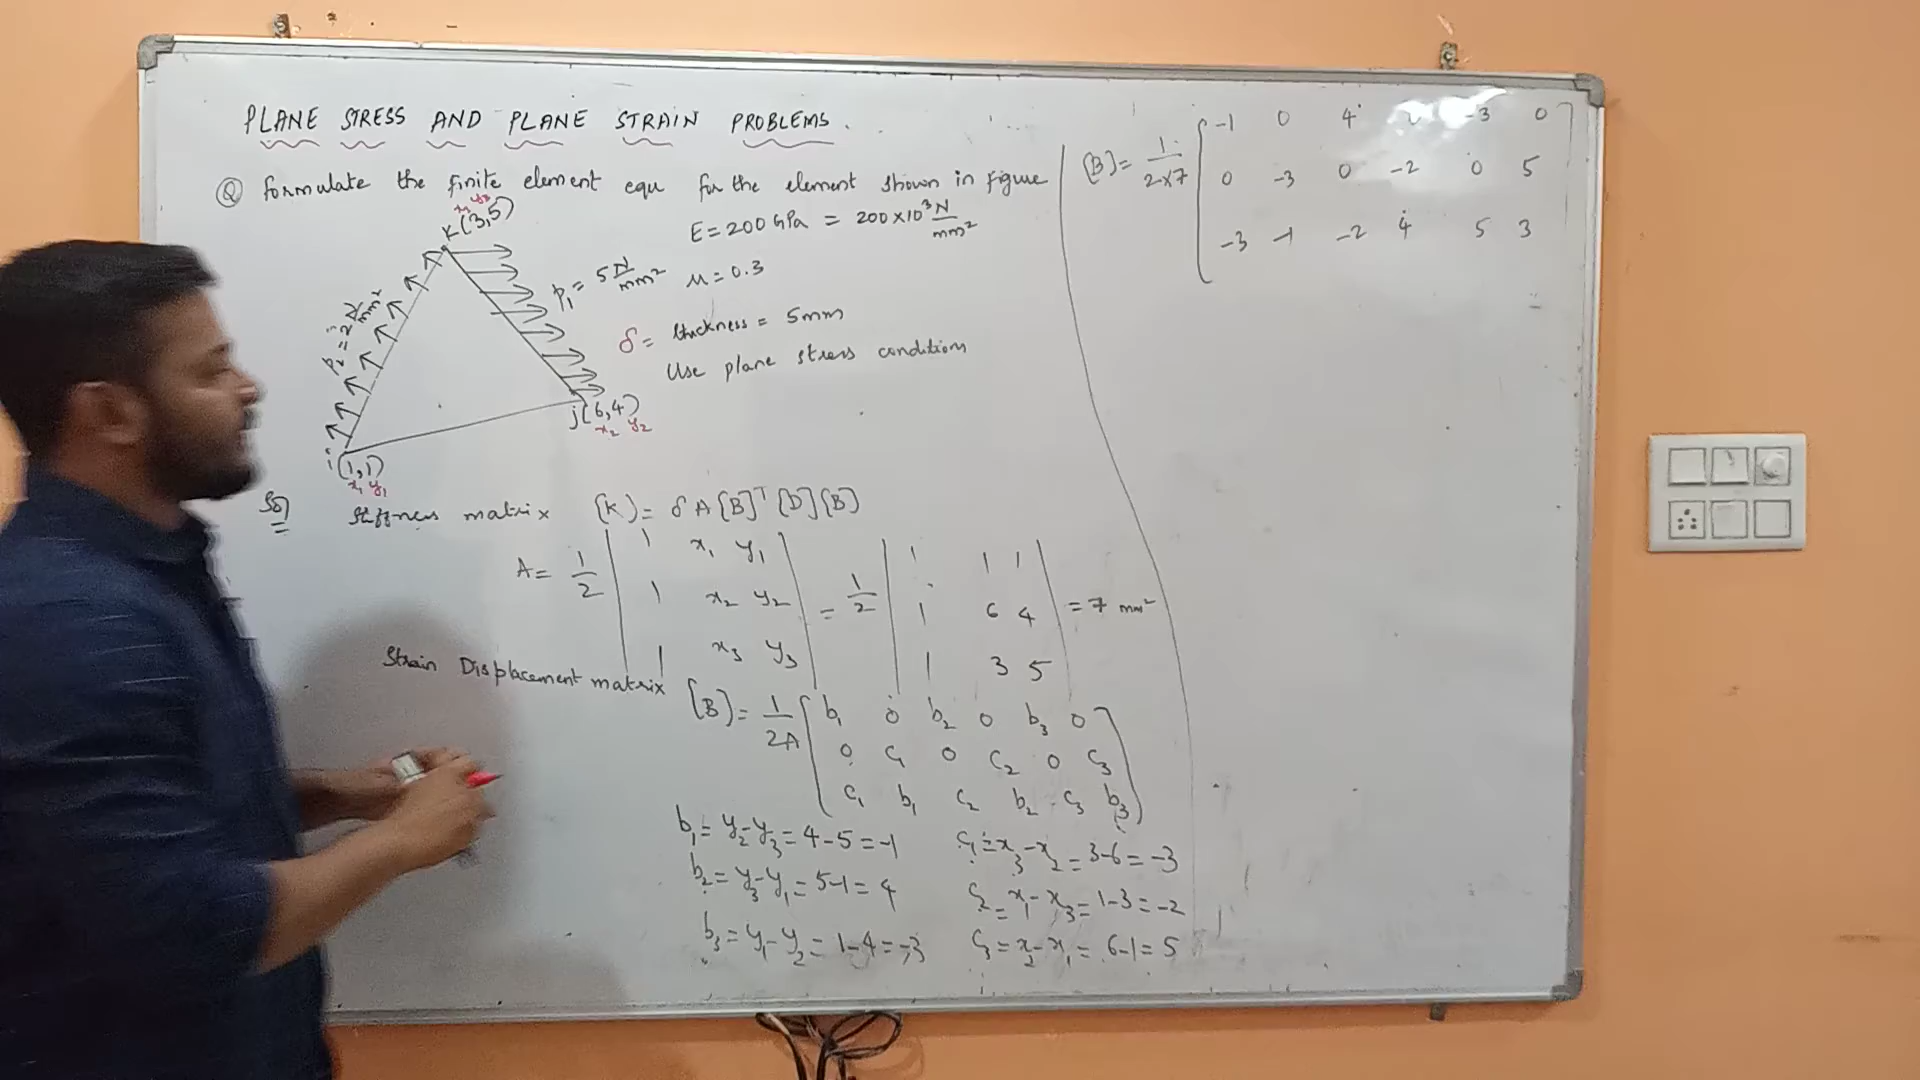 PLANE STRESS AND PLANE STRAIN PROBLEMS.
Q formulate the finite element equ for the element shown in figure
x3 y3
K(3,5)
E = 200 GPa = 200×10³ N/mm²
p₁ = 5 N/mm² μ = 0.3
p₂ = 2 N/mm²
δ = thickness = 5mm
Use plane stress condition
j(6,4)
x₂ y₂
i(1,1)
x₁ y₁
Sol
Stiffness matrix [K] = δ A [B]ᵀ [D] [B]
A = 1/2 | 1 x₁ y₁ | = 1/2 | 1 1 1 | = 7 mm²
1 x₂ y₂ 1 6 4
1 x₃ y₃ 1 3 5
Strain Displacement matrix
[B] = 1/2A [ b₁ 0 b₂ 0 b₃ 0
0 c₁ 0 c₂ 0 c₃
c₁ b₁ c₂ b₂ c₃ b₃ ]
b₁ = y₂-y₃ = 4-5 = -1 c₁ = x₃-x₂ = 3-6 = -3
b₂ = y₃-y₁ = 5-1 = 4 c₂ = x₁-x₃ = 1-3 = -2
b₃ = y₁-y₂ = 1-4 = -3 c₃ = x₂-x₁ = 6-1 = 5
[B] = 1/2×7 [ -1 0 4 -3 0
0 -3 0 -2 0 5
-3 -1 -2 4 5 3 ]